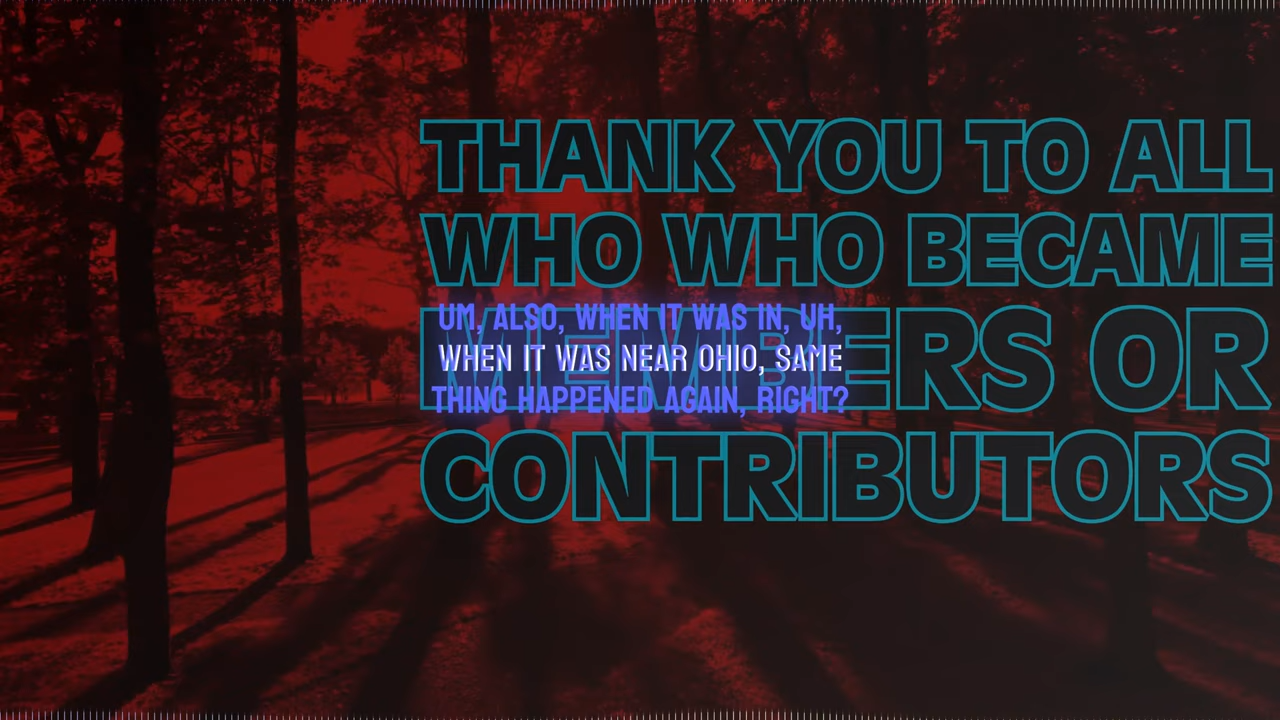 THANK YOU TO ALL
WHO WHO BECAME
MEMBERS OR
CONTRIBUTORS
UM, ALSO, WHEN IT WAS IN, UH,
WHEN IT WAS NEAR OHIO, SAME
THING HAPPENED AGAIN, RIGHT?